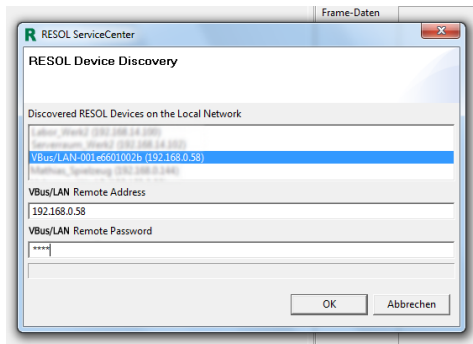 Frame-Daten
RESOL ServiceCenter
RESOL Device Discovery
Discovered RESOL Devices on the Local Network
VBus/LAN-001e6601002b (192.168.0.58)
VBus/LAN Remote Address
192.168.0.58
VBus/LAN Remote Password
****
OK
Abbrechen